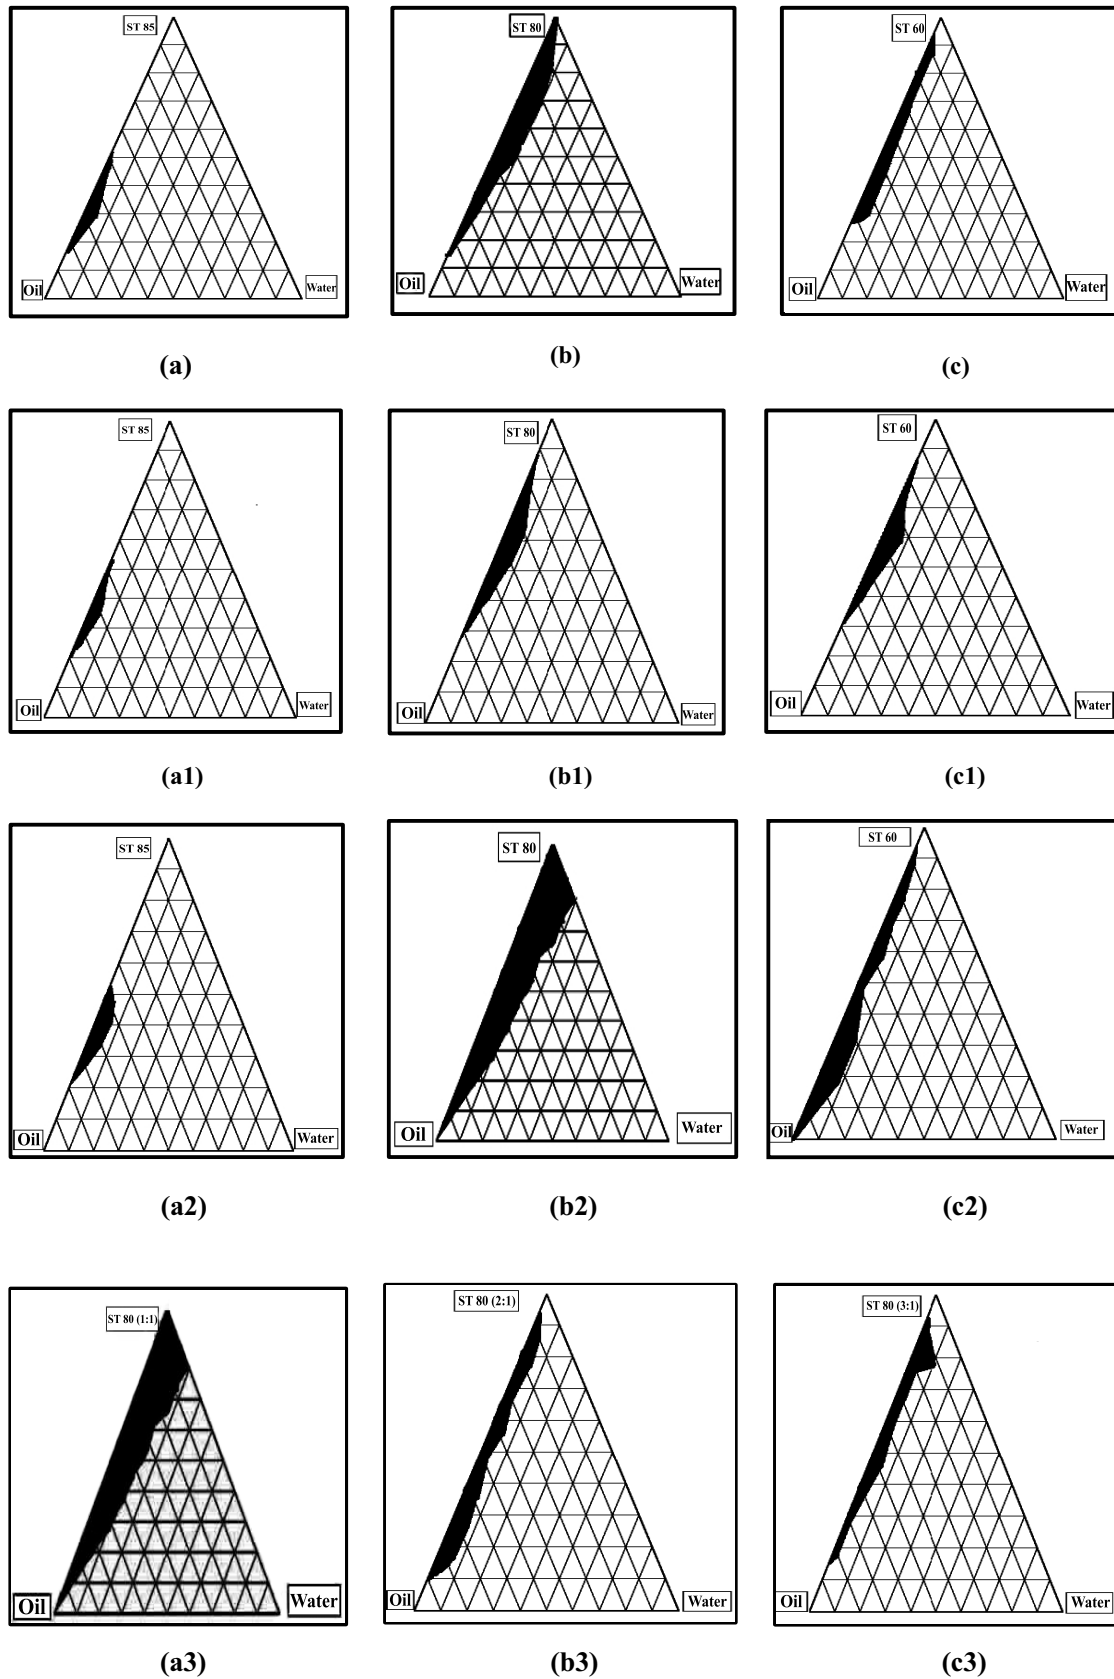 ST 85
Oil
Water
(a)
ST 80
Oil
Water
(b)
ST 60
Oil
Water
(c)
ST 85
Oil
Water
(a1)
ST 80
Oil
Water
(b1)
ST 60
Oil
Water
(c1)
ST 85
Oil
Water
(a2)
ST 80
Oil
Water
(b2)
ST 60
Oil
Water
(c2)
ST 80 (1:1)
Oil
Water
(a3)
ST 80 (2:1)
Oil
Water
(b3)
ST 80 (3:1)
Oil
Water
(c3)